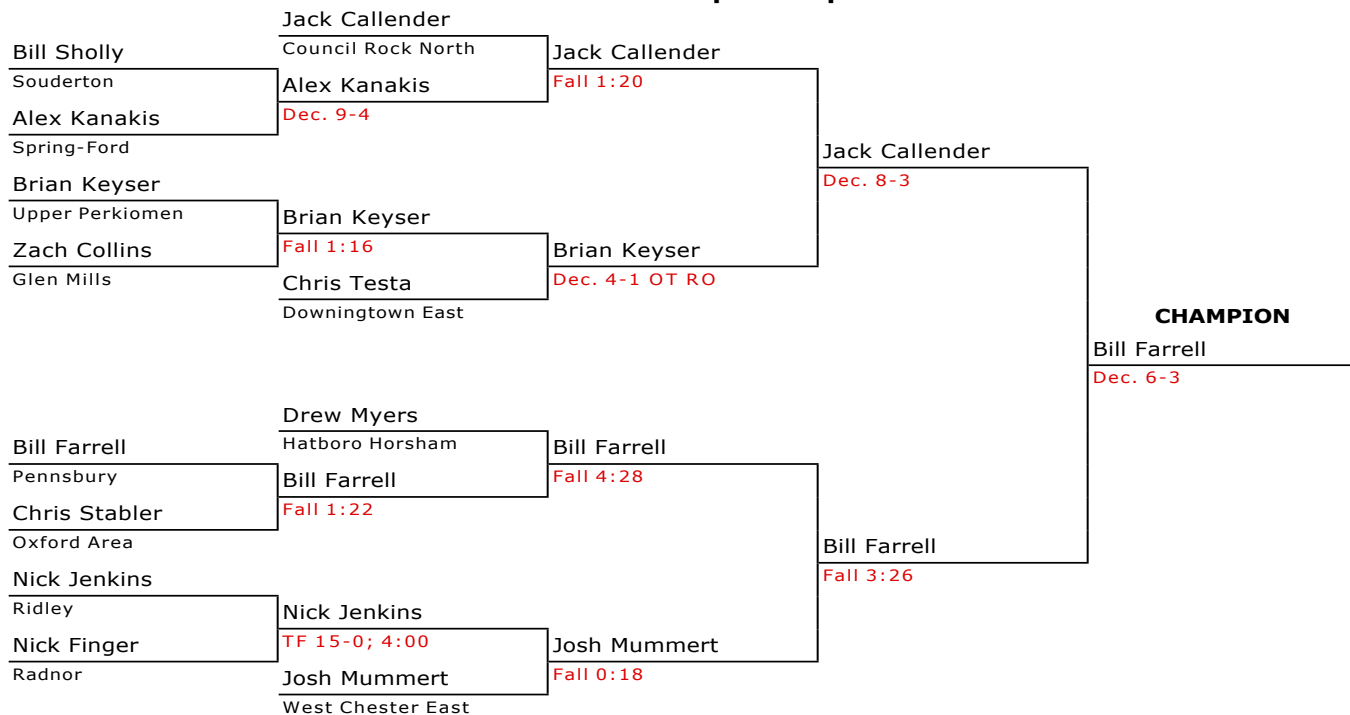 Jack Callender
Bill Sholly
Council Rock North
Jack Callender
Souderton
Alex Kanakis
Fall 1:20
Alex Kanakis
Dec. 9-4
Spring-Ford
Jack Callender
Brian Keyser
Dec. 8-3
Upper Perkiomen
Brian Keyser
Zach Collins
Fall 1:16
Brian Keyser
Glen Mills
Chris Testa
Dec. 4-1 OT RO
Downingtown East
CHAMPION
Bill Farrell
Dec. 6-3
Drew Myers
Bill Farrell
Hatboro Horsham
Bill Farrell
Pennsbury
Bill Farrell
Fall 4:28
Chris Stabler
Fall 1:22
Oxford Area
Bill Farrell
Nick Jenkins
Fall 3:26
Ridley
Nick Jenkins
Nick Finger
TF 15-0; 4:00
Josh Mummert
Radnor
Josh Mummert
Fall 0:18
West Chester East